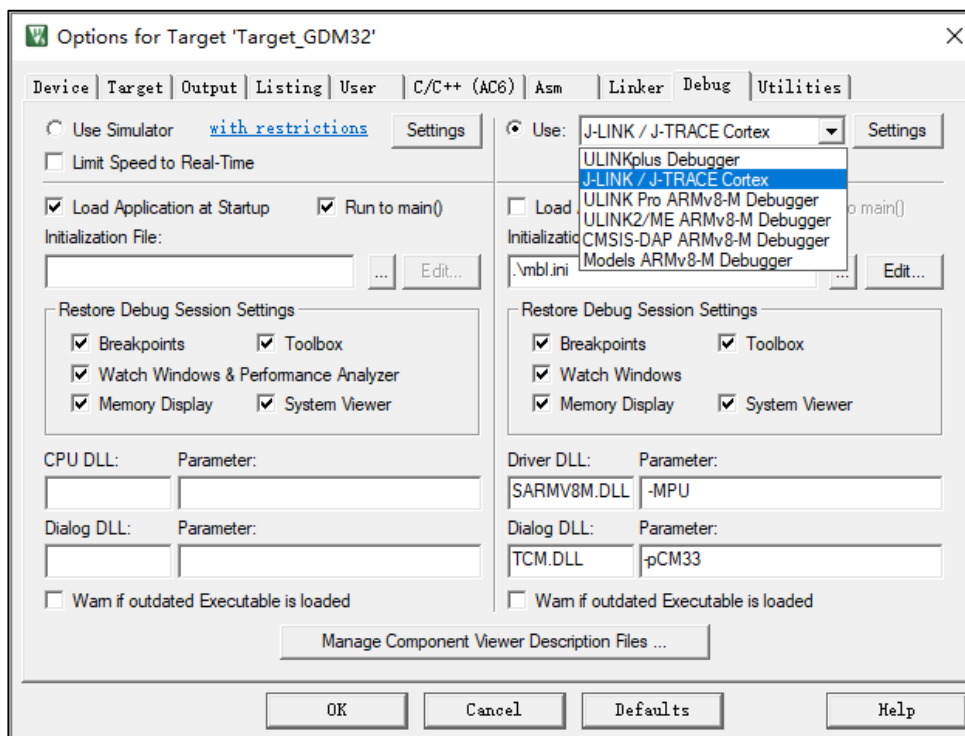 Options for Target 'Target_GDM32'
Device Target Output Listing User C/C++ (AC6) Asm Linker Debug Utilities
Use Simulator with restrictions Settings
Limit Speed to Real-Time
Load Application at Startup Run to main()
Initialization File:
... Edit...
Restore Debug Session Settings
Breakpoints Toolbox
Watch Windows & Performance Analyzer
Memory Display System Viewer
CPU DLL: Parameter:
Dialog DLL: Parameter:
Warn if outdated Executable is loaded
Use: J-LINK / J-TRACE Cortex Settings
ULINKplus Debugger
J-LINK / J-TRACE Cortex
ULINK Pro ARMv8-M Debugger
ULINK2/ME ARMv8-M Debugger
CMSIS-DAP ARMv8-M Debugger
Models ARMv8-M Debugger
Load o main()
.\mbl.ini ... Edit...
Restore Debug Session Settings
Breakpoints Toolbox
Watch Windows
Memory Display System Viewer
Driver DLL: Parameter:
SARMV8M.DLL -MPU
Dialog DLL: Parameter:
TCM.DLL -pCM33
Warn if outdated Executable is loaded
Manage Component Viewer Description Files ...
OK Cancel Defaults Help